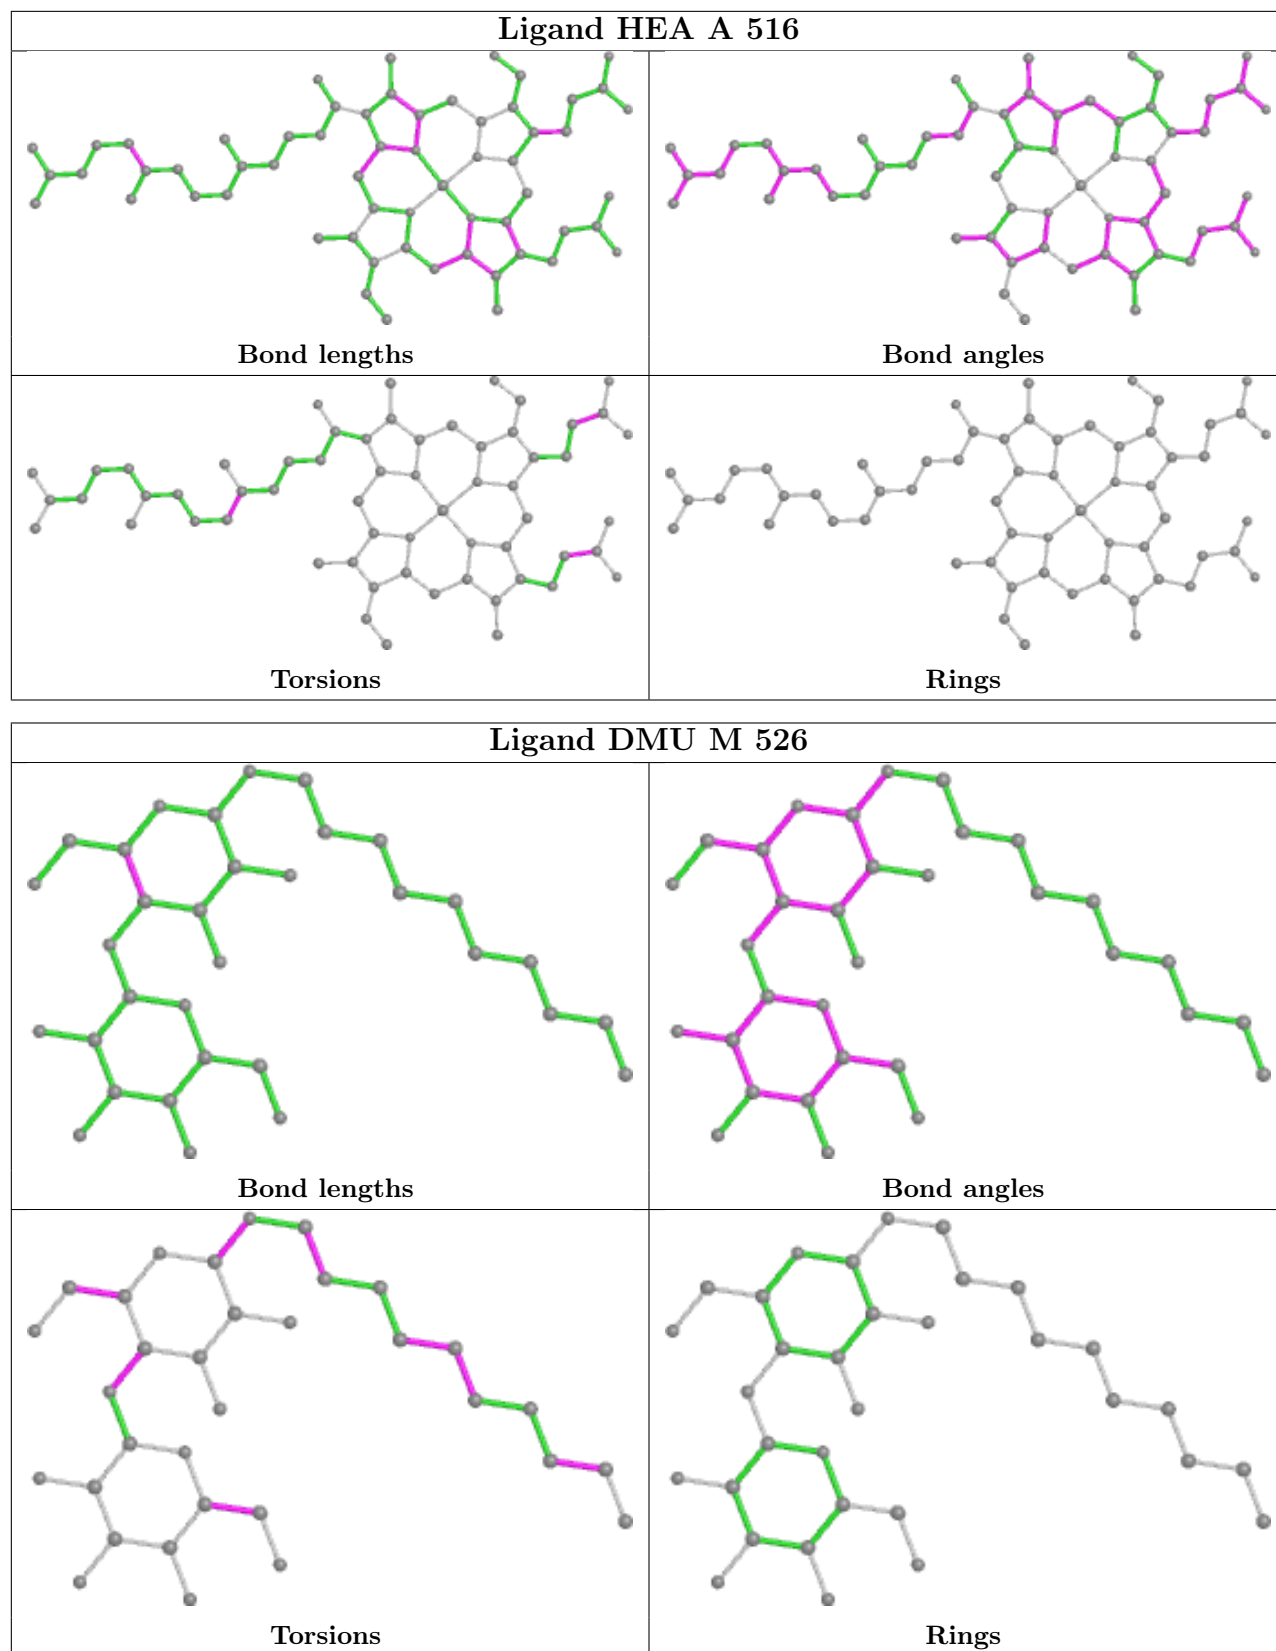 Ligand HEA A 516
Bond lengths
Bond angles
Torsions
Rings
Ligand DMU M 526
Bond lengths
Bond angles
Torsions
Rings